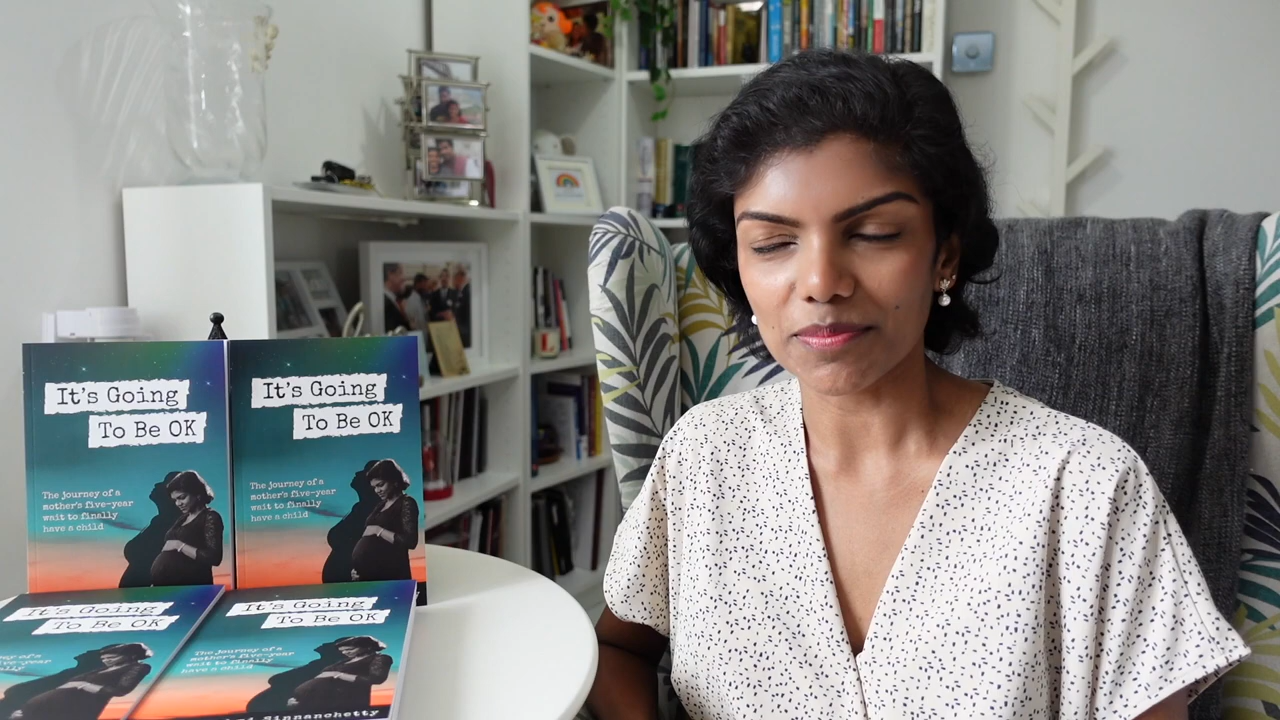 It's Going
To Be OK
The journey of a
mother's five-year
wait to finally
have a child
It's Going
To Be OK
The journey of a
mother's five-year
wait to finally
have a child
It's Going
To Be OK
It's Going
To Be OK
The journey of a
mother's five-year
wait to finally
have a child
Sinnanchetty